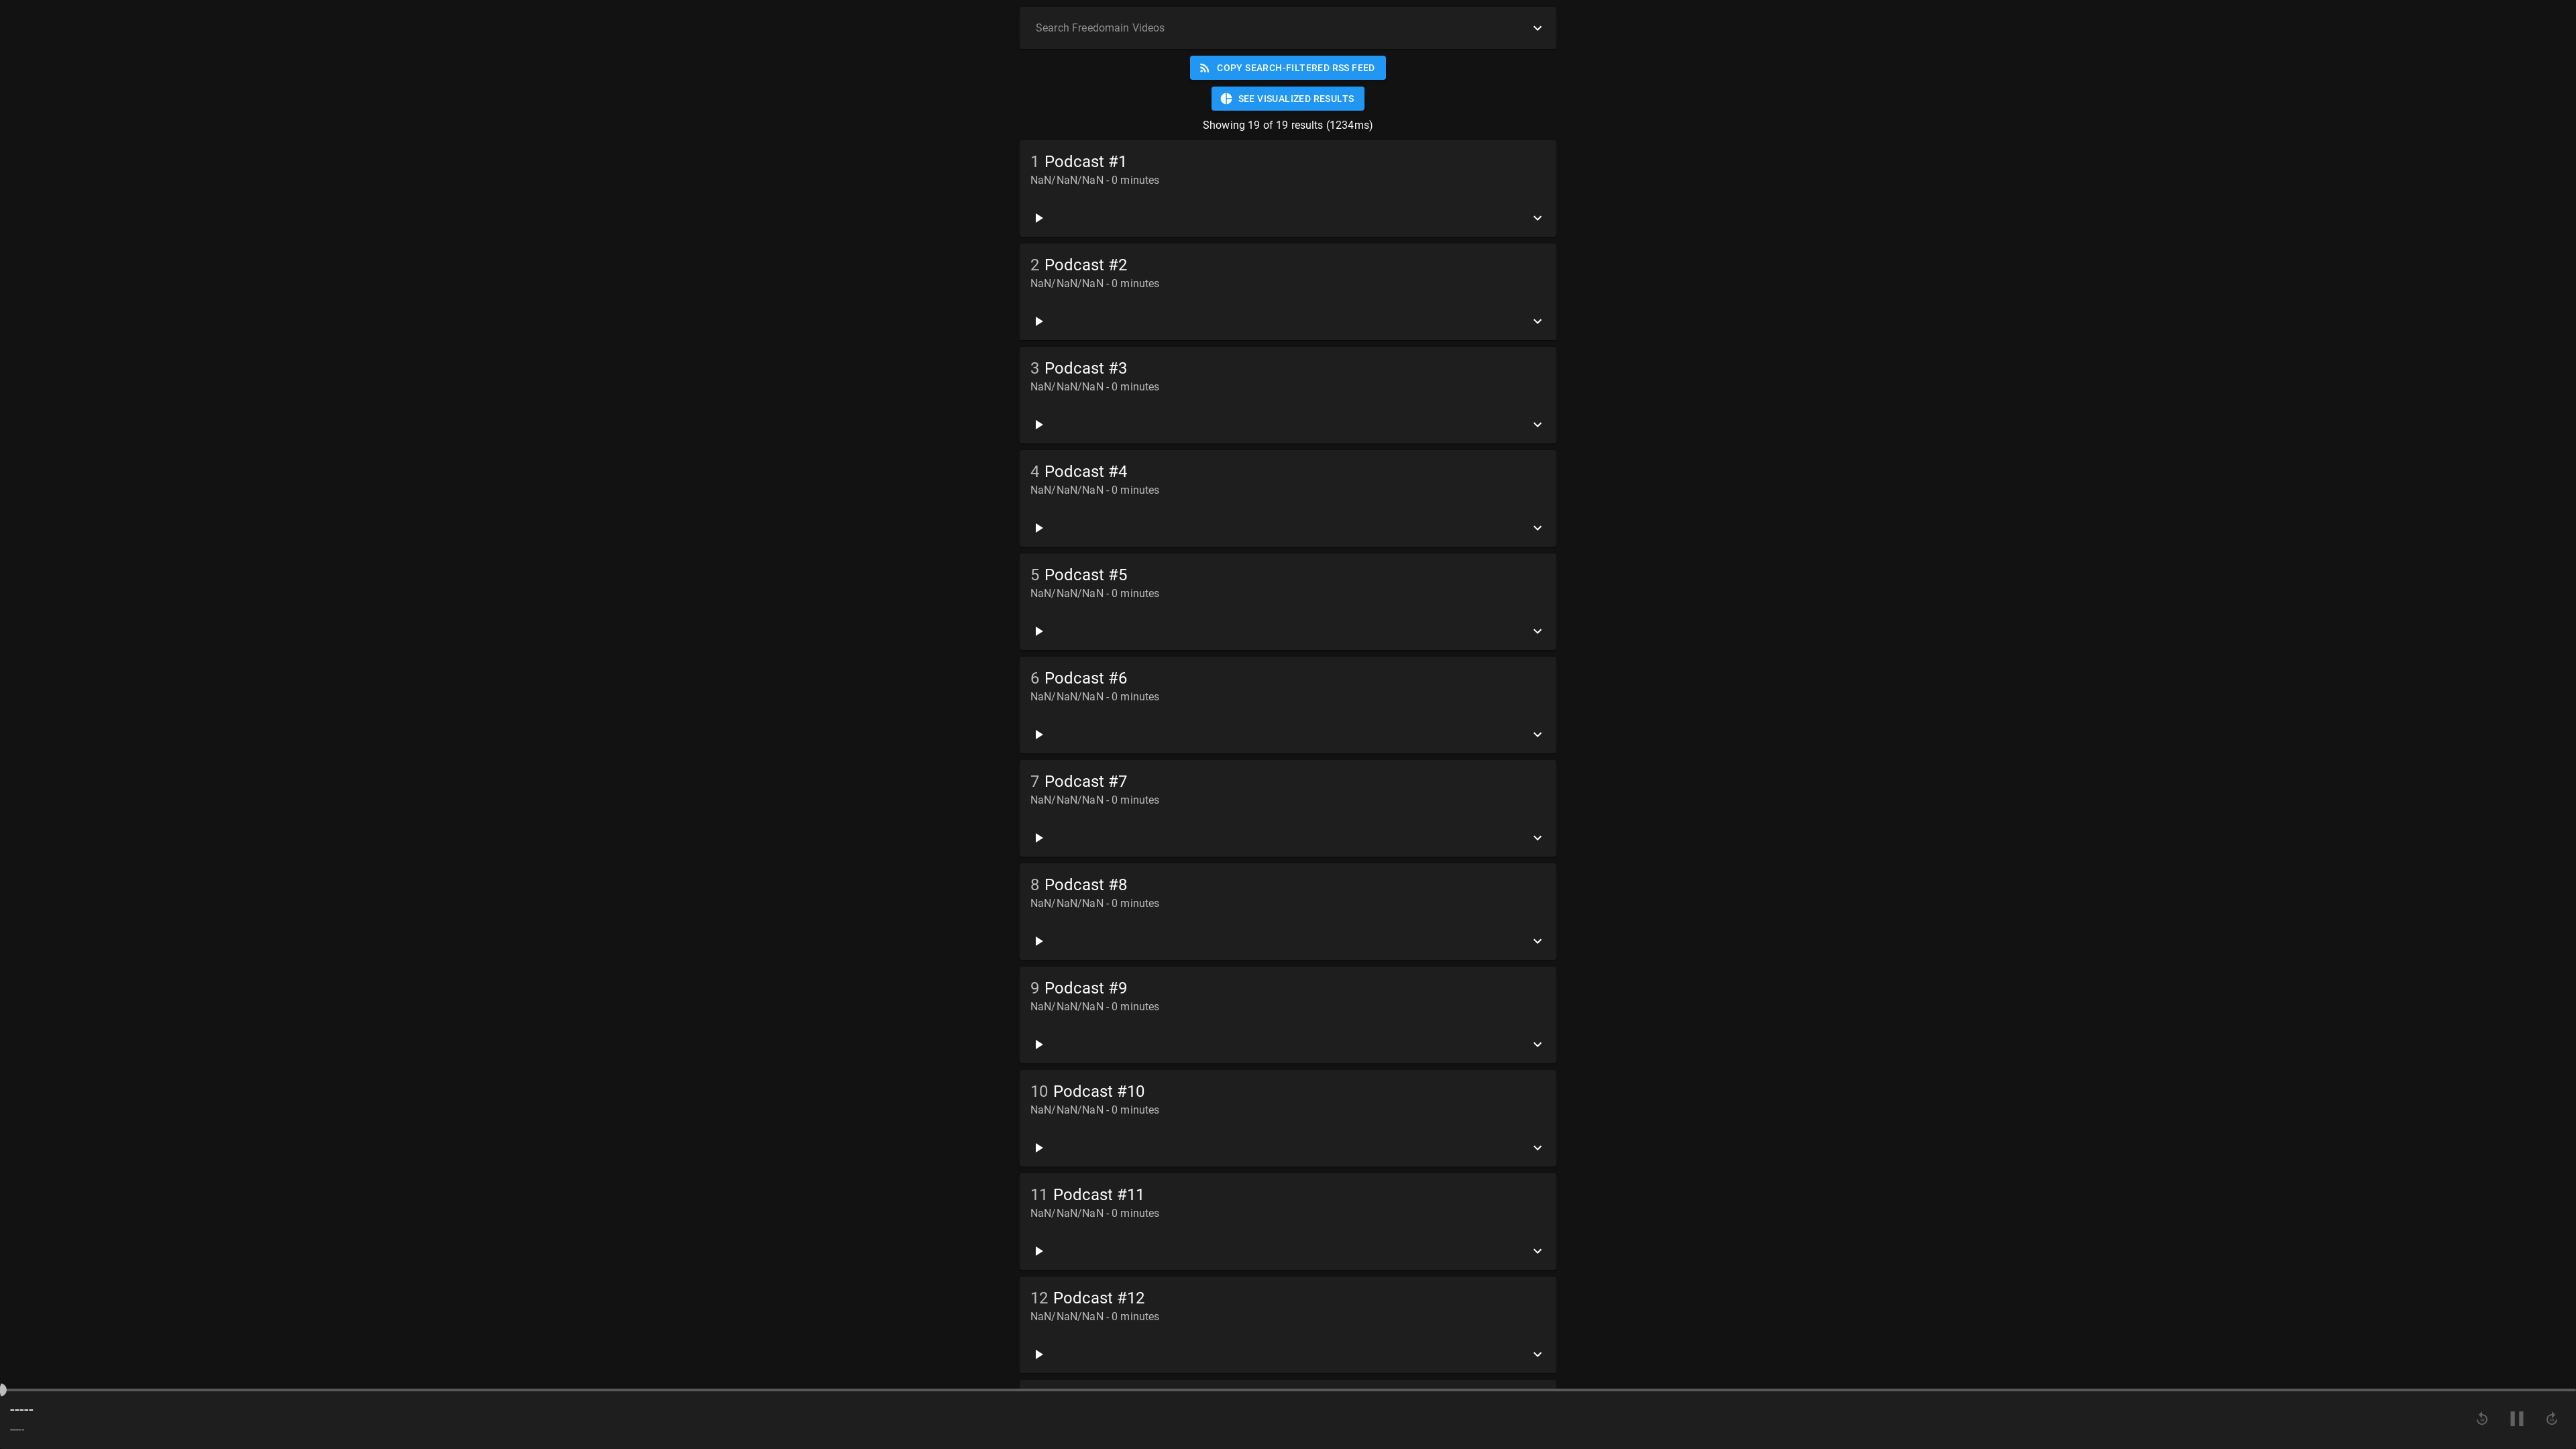 Search Freedomain Videos
COPY SEARCH-FILTERED RSS FEED
SEE VISUALIZED RESULTS
Showing 19 of 19 results (1234ms)
1 Podcast #1
NaN/NaN/NaN - 0 minutes
2 Podcast #2
NaN/NaN/NaN - 0 minutes
3 Podcast #3
NaN/NaN/NaN - 0 minutes
4 Podcast #4
NaN/NaN/NaN - 0 minutes
5 Podcast #5
NaN/NaN/NaN - 0 minutes
6 Podcast #6
NaN/NaN/NaN - 0 minutes
7 Podcast #7
NaN/NaN/NaN - 0 minutes
8 Podcast #8
NaN/NaN/NaN - 0 minutes
9 Podcast #9
NaN/NaN/NaN - 0 minutes
10 Podcast #10
NaN/NaN/NaN - 0 minutes
11 Podcast #11
NaN/NaN/NaN - 0 minutes
12 Podcast #12
NaN/NaN/NaN - 0 minutes
-----
----